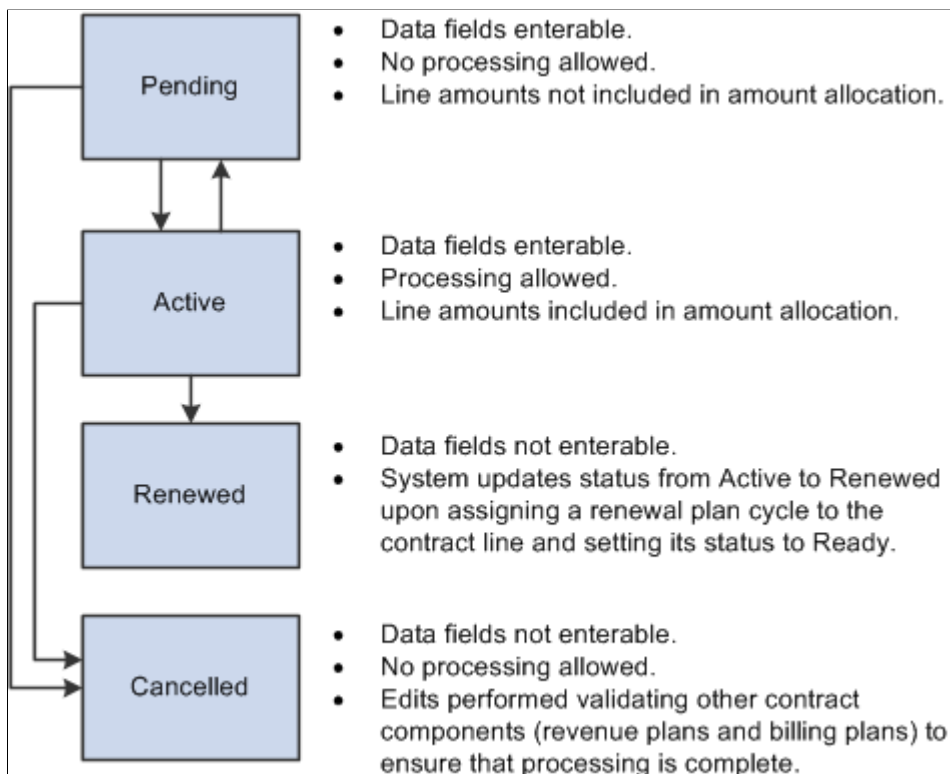 Pending
• Data fields enterable.
• No processing allowed.
• Line amounts not included in amount allocation.
Active
• Data fields enterable.
• Processing allowed.
• Line amounts included in amount allocation.
Renewed
• Data fields not enterable.
• System updates status from Active to Renewed
upon assigning a renewal plan cycle to the
contract line and setting its status to Ready.
Cancelled
• Data fields not enterable.
• No processing allowed.
• Edits performed validating other contract
components (revenue plans and billing plans) to
ensure that processing is complete.